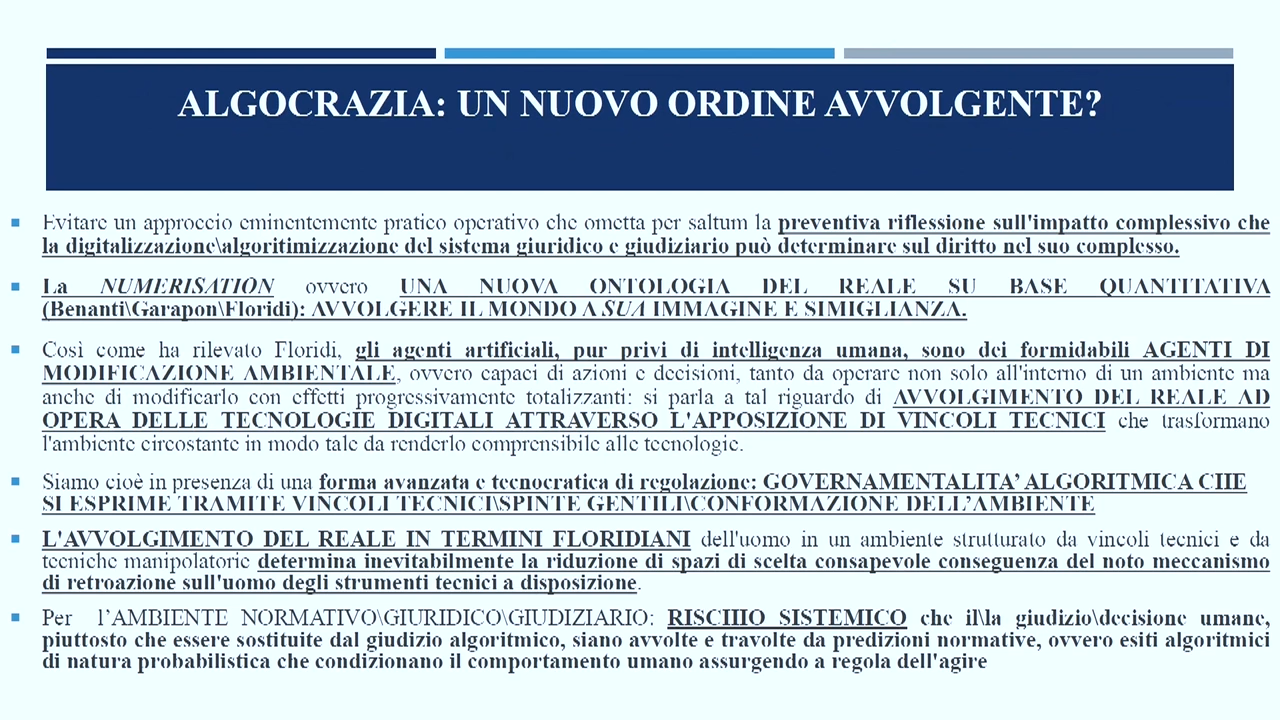 ALGOCRAZIA: UN NUOVO ORDINE AVVOLGENTE?
Evitare un approccio eminentemente pratico operativo che ometta per saltum la preventiva riflessione sull'impatto complessivo che
la digitalizzazione\algoritimizzazione del sistema giuridico e giudiziario può determinare sul diritto nel suo complesso.
La NUMERISATION ovvero UNA NUOVA ONTOLOGIA DEL REALE SU BASE QUANTITATIVA
(Benanti\Garapon\Floridi): AVVOLGERE IL MONDO A SUA IMMAGINE E SIMIGLIANZA.
Così come ha rilevato Floridi, gli agenti artificiali, pur privi di intelligenza umana, sono dei formidabili AGENTI DI
MODIFICAZIONE AMBIENTALE, ovvero capaci di azioni e decisioni, tanto da operare non solo all'interno di un ambiente ma
anche di modificarlo con effetti progressivamente totalizzanti: si parla a tal riguardo di AVVOLGIMENTO DEL REALE AD
OPERA DELLE TECNOLOGIE DIGITALI ATTRAVERSO L'APPOSIZIONE DI VINCOLI TECNICI che trasformano
l'ambiente circostante in modo tale da renderlo comprensibile alle tecnologie.
Siamo cioè in presenza di una forma avanzata e tecnocratica di regolazione: GOVERNAMENTALITA' ALGORITMICA CHE
SI ESPRIME TRAMITE VINCOLI TECNICI\SPINTE GENTILI\CONFORMAZIONE DELL'AMBIENTE
L'AVVOLGIMENTO DEL REALE IN TERMINI FLORIDIANI dell'uomo in un ambiente strutturato da vincoli tecnici e da
tecniche manipolatorie determina inevitabilmente la riduzione di spazi di scelta consapevole conseguenza del noto meccanismo
di retroazione sull'uomo degli strumenti tecnici a disposizione.
Per l'AMBIENTE NORMATIVO\GIURIDICO\GIUDIZIARIO: RISCHIO SISTEMICO che il\la giudizio\decisione umane,
piuttosto che essere sostituite dal giudizio algoritmico, siano avvolte e travolte da predizioni normative, ovvero esiti algoritmici
di natura probabilistica che condizionano il comportamento umano assurgendo a regola dell'agire